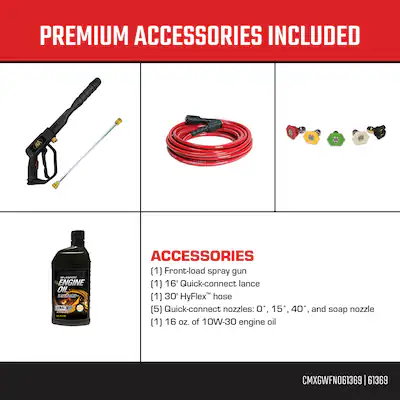 PREMIUM ACCESSORIES INCLUDED
ENGINE
OIL
ACCESSORIES
(1) Front-load spray gun
(1) 16" Quick-connect lance
(1) 30' HyFlex™ hose
(5) Quick-connect nozzles: 0°, 15°, 40°, and soap nozzle
(1) 16 oz. of 10W-30 engine oil
CMXGWFN061369 | 61369